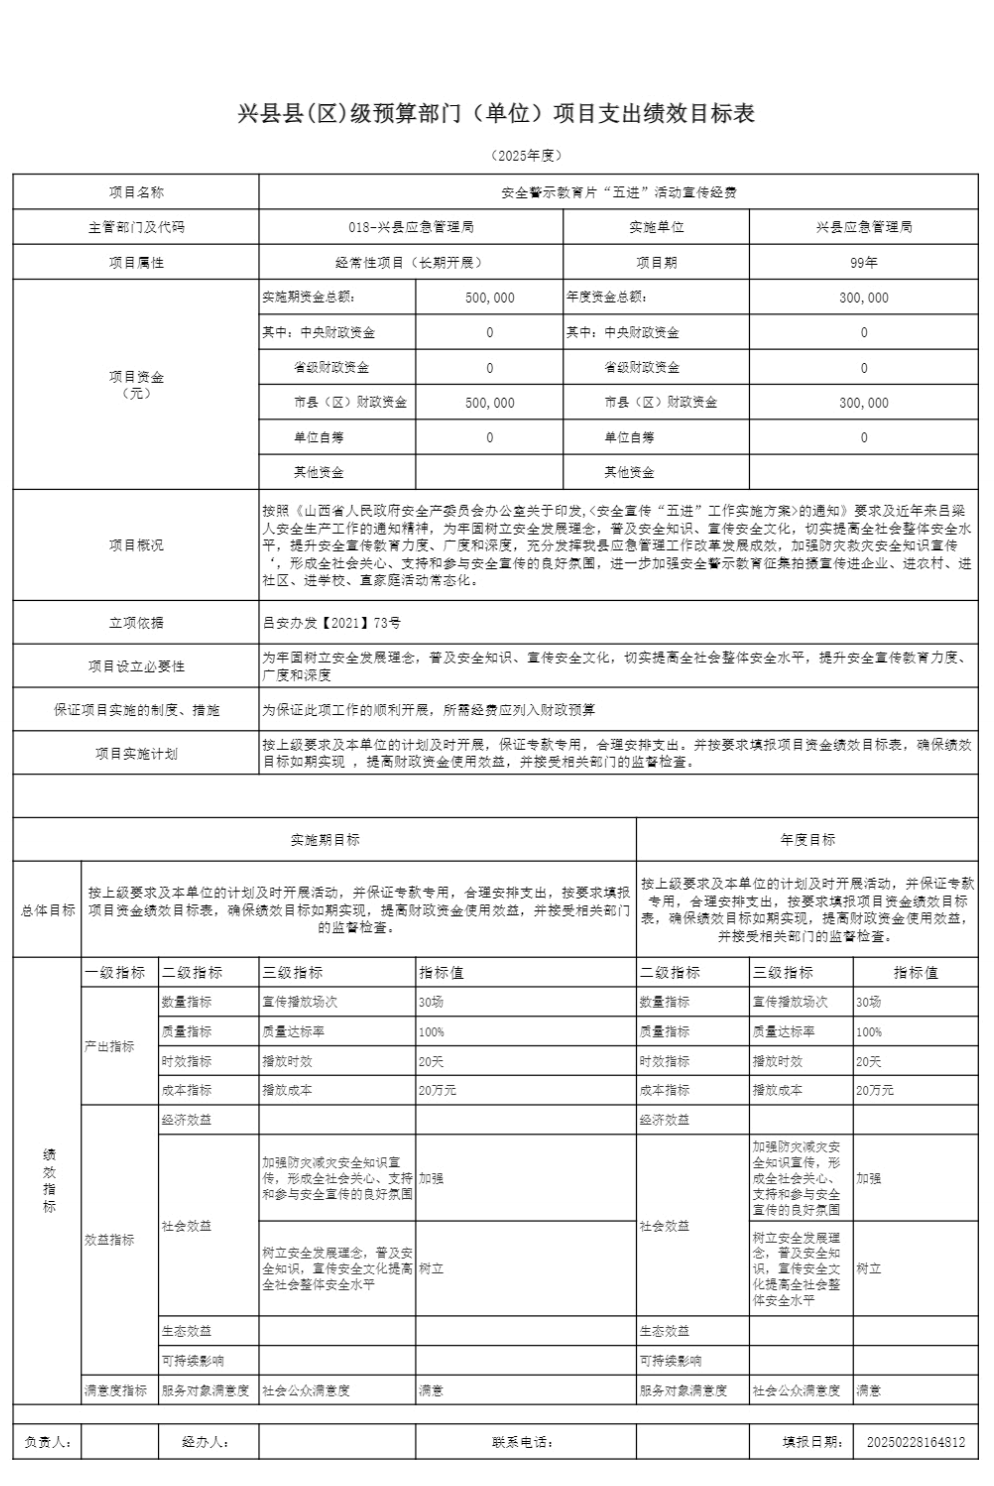 兴县县(区)级预算部门（单位）项目支出绩效目标表
（2025年度）
项目名称 安全警示教育片“五进”活动宣传经费
主管部门及代码 018-兴县应急管理局 实施单位 兴县应急管理局
项目属性 经常性项目（长期开展） 项目期 99年
项目资金
（元）
实施期资金总额: 500,000 年度资金总额: 300,000
其中: 中央财政资金 0 其中: 中央财政资金 0
省级财政资金 0 省级财政资金 0
市县（区）财政资金 500,000 市县（区）财政资金 300,000
单位自筹 0 单位自筹 0
其他资金 其他资金
项目概况
按照《山西省人民政府安全产委员会办公室关于印发,<安全宣传“五进”工作实施方案>的通知》要求及近年来吕梁
人安全生产工作的通知精神，为牢固树立安全发展理念，普及安全知识、宣传安全文化，切实提高全社会整体安全水
平，提升安全宣传教育力度、广度和深度，充分发挥我县应急管理工作改革发展成效，加强防灾救灾安全知识宣传
‘，形成全社会关心、支持和参与安全宣传的良好氛围，进一步加强安全警示教育征集拍摄宣传进企业、进农村、进
社区、进学校、直家庭活动常态化。
立项依据 吕安办发【2021】73号
项目设立必要性
为牢固树立安全发展理念，普及安全知识、宣传安全文化，切实提高全社会整体安全水平，提升安全宣传教育力度、
广度和深度
保证项目实施的制度、措施 为保证此项工作的顺利开展，所需经费应列入财政预算
项目实施计划
按上级要求及本单位的计划及时开展，保证专款专用，合理安排支出。并按要求填报项目资金绩效目标表，确保绩效
目标如期实现 ，提高财政资金使用效益，并接受相关部门的监督检查。
实施期目标 年度目标
总体目标
按上级要求及本单位的计划及时开展活动，并保证专款专用，合理安排支出，按要求填报
项目资金绩效目标表，确保绩效目标如期实现，提高财政资金使用效益，并接受相关部门
的监督检查。
按上级要求及本单位的计划及时开展活动，并保证专款
专用，合理安排支出，按要求填报项目资金绩效目标
表，确保绩效目标如期实现，提高财政资金使用效益，
并接受相关部门的监督检查。
绩
效
指
标
一级指标 二级指标 三级指标 指标值 二级指标 三级指标 指标值
产出指标
数量指标 宣传播放场次 30场 数量指标 宣传播放场次 30场
质量指标 质量达标率 100% 质量指标 质量达标率 100%
时效指标 播放时效 20天 时效指标 播放时效 20天
成本指标 播放成本 20万元 成本指标 播放成本 20万元
效益指标
经济效益 经济效益
社会效益
加强防灾减灾安全知识宣
传，形成全社会关心、支持
和参与安全宣传的良好氛围
加强
社会效益
加强防灾减灾安
全知识宣传，形
成全社会关心、
支持和参与安全
宣传的良好氛围
加强
树立安全发展理念，普及安
全知识，宣传安全文化提高
全社会整体安全水平
树立
树立安全发展理
念，普及安全知
识，宣传安全文
化提高全社会整
体安全水平
树立
生态效益 生态效益
可持续影响 可持续影响
满意度指标 服务对象满意度 社会公众满意度 满意 服务对象满意度 社会公众满意度 满意
负责人: 经办人: 联系电话: 填报日期: 20250228164812